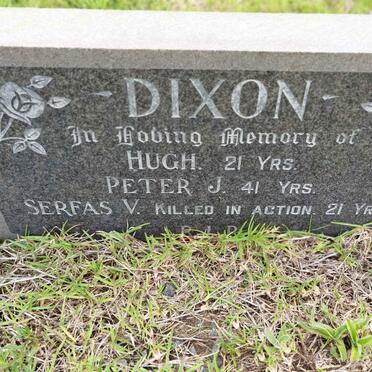 - DIXON -
In Loving Memory of
HUGH. 21 YRS.
PETER J. 41 YRS.
SERFAS V. KILLED IN ACTION 21 YR